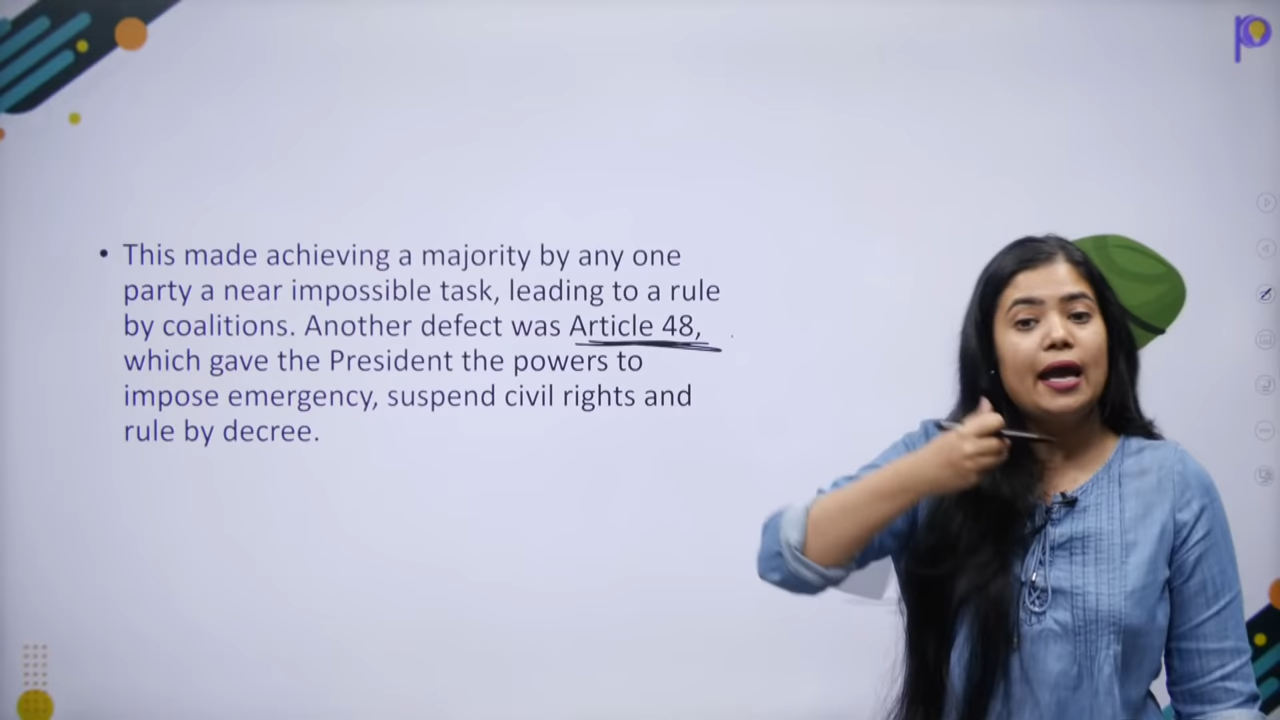 • This made achieving a majority by any one
party a near impossible task, leading to a rule
by coalitions. Another defect was Article 48,
which gave the President the powers to
impose emergency, suspend civil rights and
rule by decree.